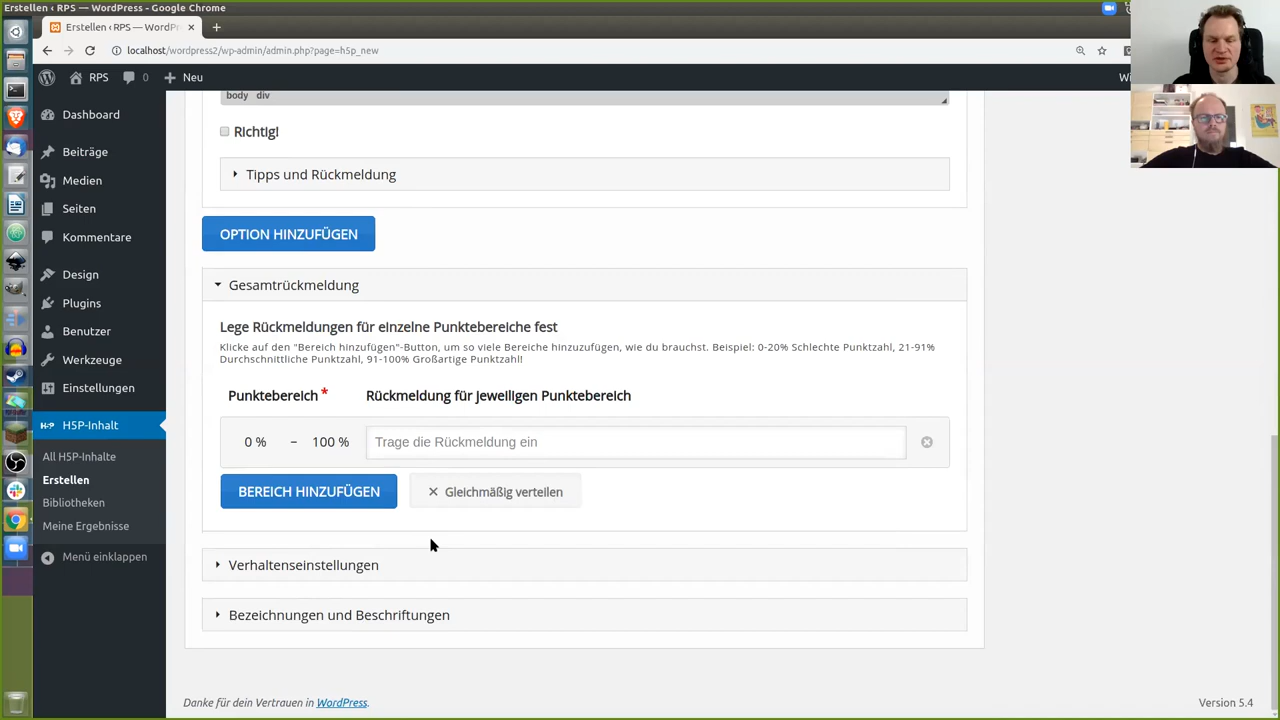 Erstellen ‹ RPS — WordPress - Google Chrome
Erstellen ‹ RPS — WordPr
localhost/wordpress2/wp-admin/admin.php?page=h5p_new
RPS
0
Neu
Wi
Dashboard
Beiträge
Medien
Seiten
Kommentare
Design
Plugins
Benutzer
Werkzeuge
Einstellungen
H5P-Inhalt
All H5P-Inhalte
Erstellen
Bibliotheken
Meine Ergebnisse
Menü einklappen
body div
Richtig!
Tipps und Rückmeldung
OPTION HINZUFÜGEN
Gesamtrückmeldung
Lege Rückmeldungen für einzelne Punktebereiche fest
Klicke auf den "Bereich hinzufügen"-Button, um so viele Bereiche hinzuzufügen, wie du brauchst. Beispiel: 0-20% Schlechte Punktzahl, 21-91%
Durchschnittliche Punktzahl, 91-100% Großartige Punktzahl!
Punktebereich * Rückmeldung für jeweiligen Punktebereich
0 % – 100 % Trage die Rückmeldung ein
BEREICH HINZUFÜGEN Gleichmäßig verteilen
Verhaltenseinstellungen
Bezeichnungen und Beschriftungen
Danke für dein Vertrauen in WordPress.
Version 5.4